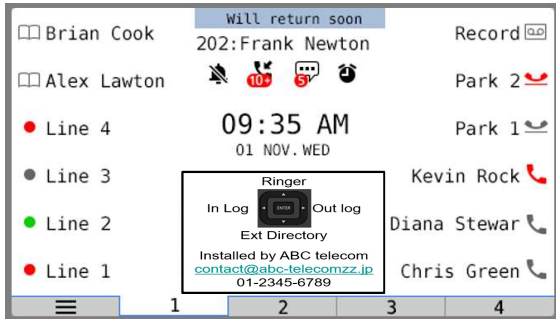 Will return soon
Brian Cook
202:Frank Newton
Record
Alex Lawton
10+
5
Park 2
Line 4
09:35 AM
Park 1
01 NOV. WED
Line 3
Ringer
Kevin Rock
In Log
ENTER
Out log
Line 2
Ext Directory
Diana Stewar
Line 1
Installed by ABC telecom
contact@abc-telecomzz.jp
01-2345-6789
Chris Green
1
2
3
4